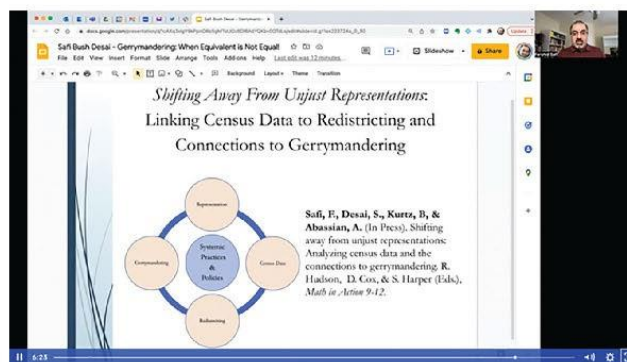 Safi Bush Desai - Gerrymandering: When Equivalent is Not Equal!
File Edit View Insert Format Slide Arrange Tools Add-ons Help
Slideshow
Share
Update
Background Layout Theme Transition
Shifting Away From Unjust Representations:
Linking Census Data to Redistricting and
Connections to Gerrymandering
Representation
Gerrymandering
Systemic
Practices
&
Policies
Census Data
Redistricting
Safi, F., Desai, S., Kurtz, B, &
Abassian, A. (In Press). Shifting
away from unjust representations:
Analyzing census data and the
connections to gerrymandering. R.
Hudson, D. Cox, & S. Harper (Eds.),
Math in Action 9-12.
6:23